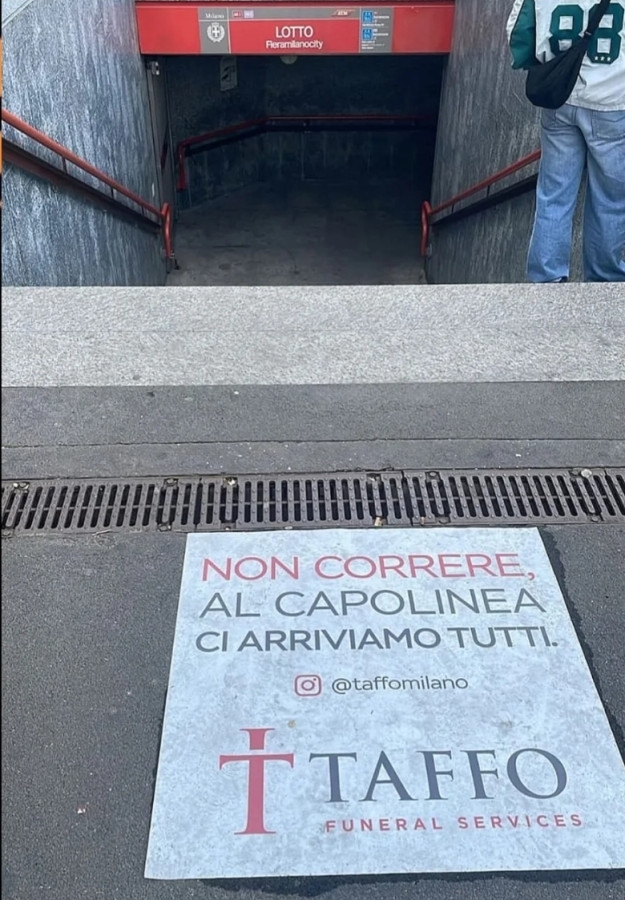 Milano
LOTTO
Fieramilanocity
88
NON CORRERE,
AL CAPOLINEA
CI ARRIVIAMO TUTTI.
@taffomilano
TAFFO
FUNERAL SERVICES